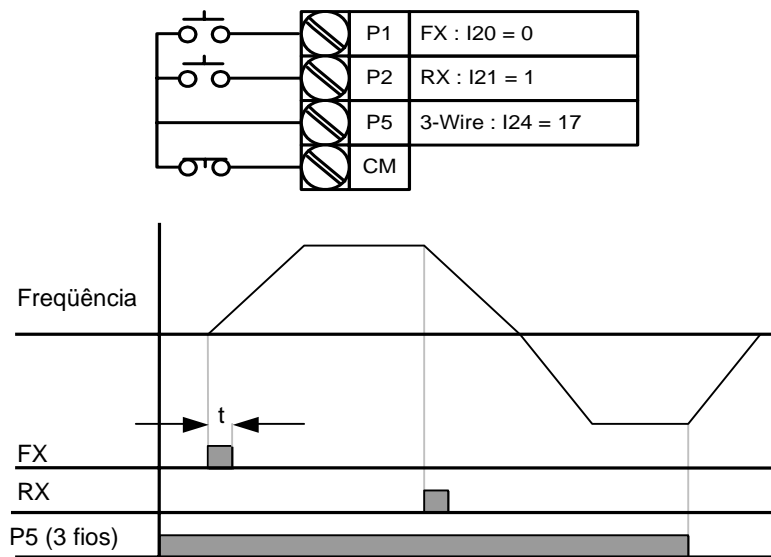 P1 FX : I20 = 0
P2 RX : I21 = 1
P5 3-Wire : I24 = 17
CM
Freqüência
t
FX
RX
P5 (3 fios)